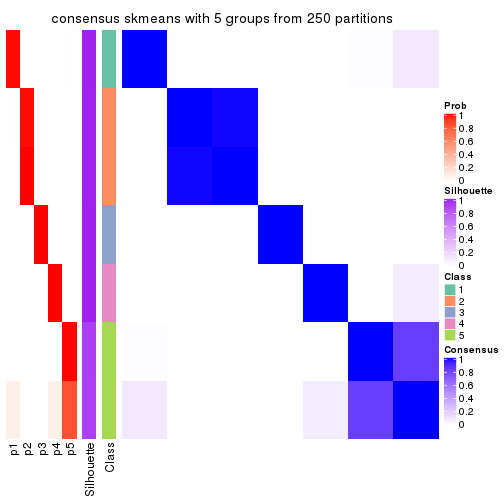 consensus skmeans with 5 groups from 250 partitions
Prob
1
0.8
0.6
0.4
0.2
0
Silhouette
1
0.8
0.6
0.4
0.2
0
Class
1
2
3
4
5
Consensus
1
0.8
0.6
0.4
0.2
0
p1
p2
p3
p4
p5
Silhouette
Class